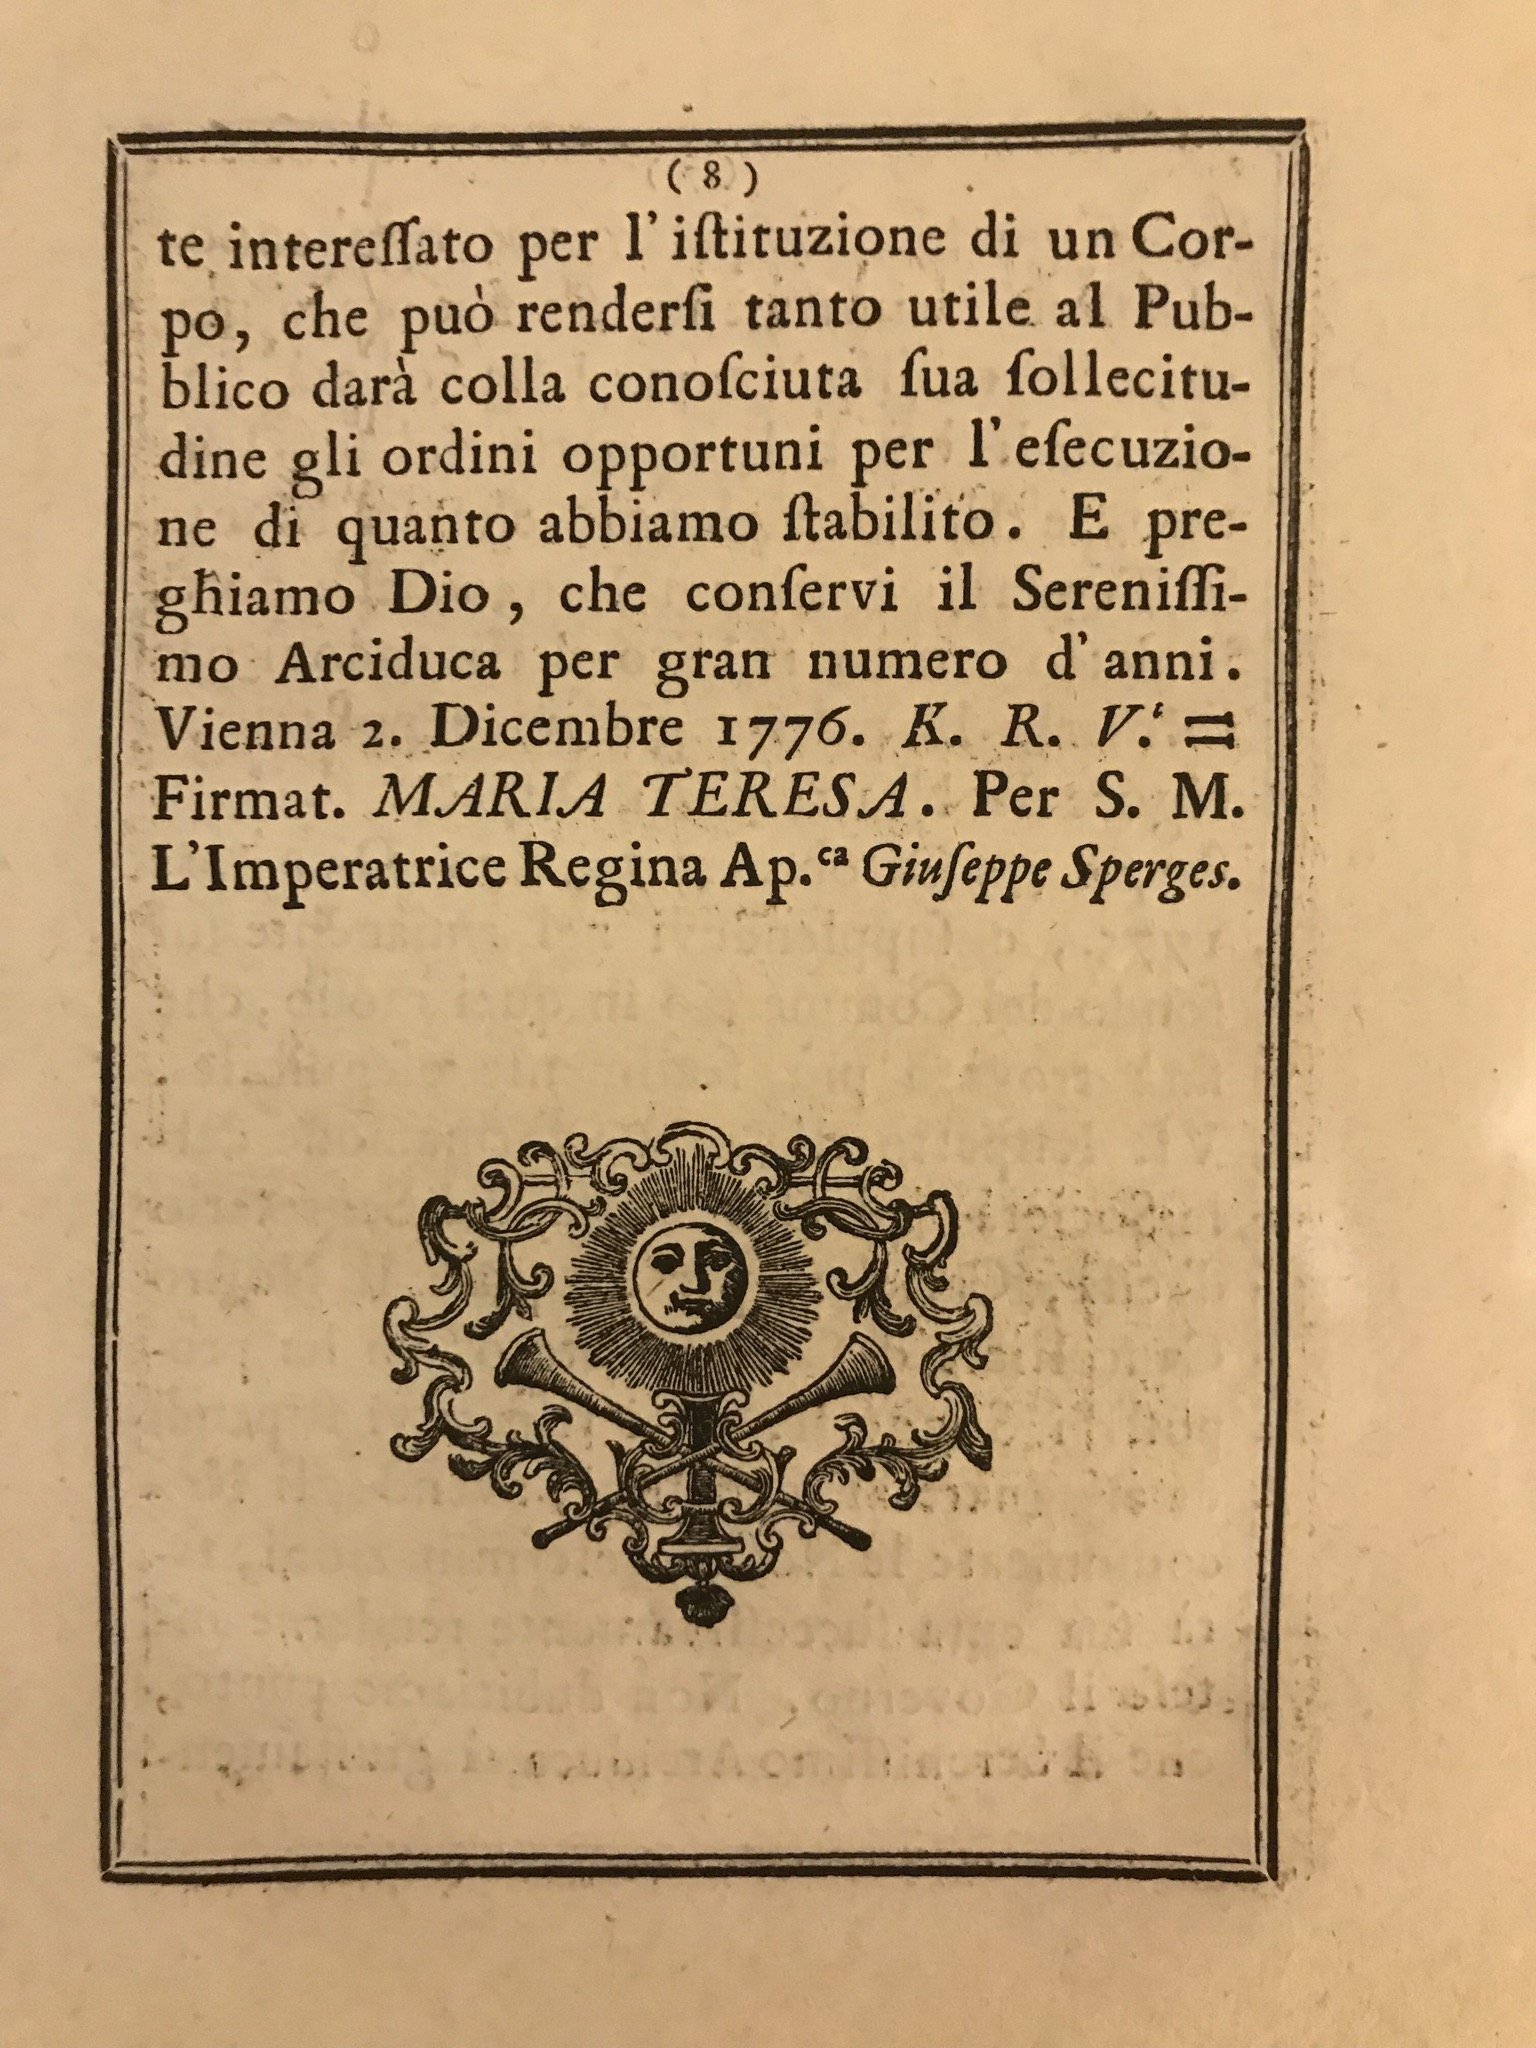 ( 8 )
te intereſſato per l'iſtituzione di un Cor-
po, che può renderſi tanto utile al Pub-
blico darà colla conoſciuta ſua ſollecitu-
dine gli ordini opportuni per l'eſecuzio-
ne di quanto abbiamo ſtabilito. E pre-
ghiamo Dio, che conſervi il Sereniſſi-
mo Arciduca per gran numero d'anni.
Vienna 2. Dicembre 1776. K. R. V.ᵗ =
Firmat. MARIA TERESA. Per S. M.
L'Imperatrice Regina Ap.ᶜᵃ Giuſeppe Sperges.